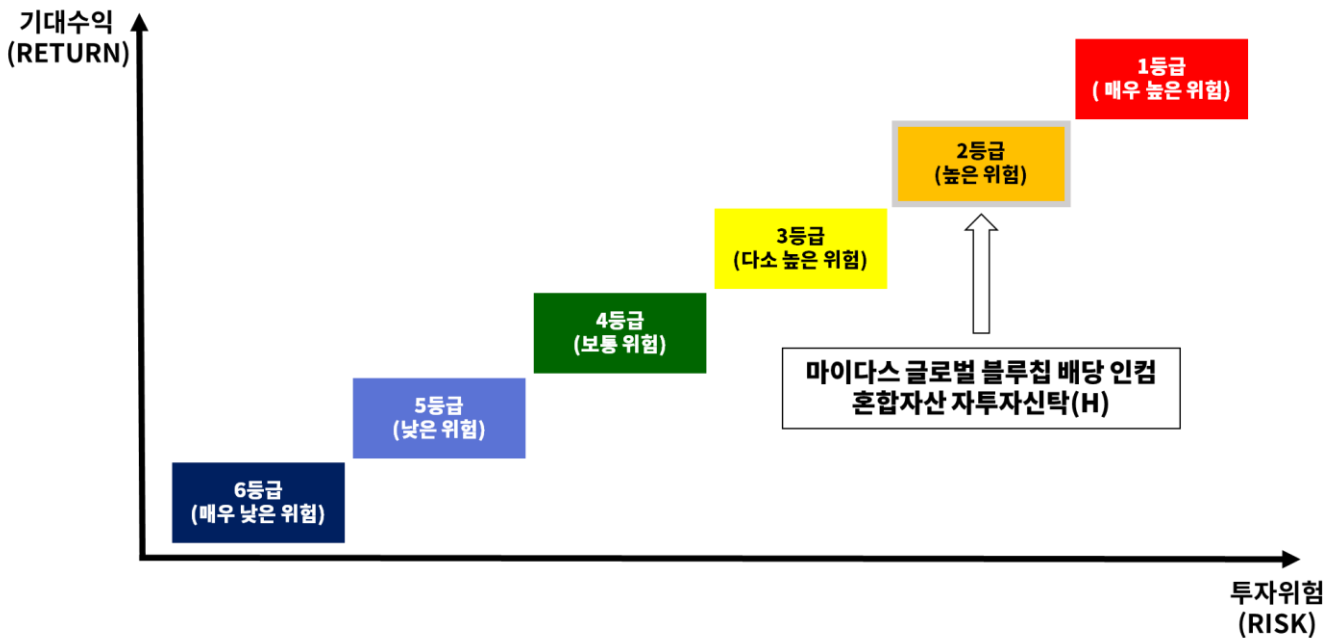 기대수익
(RETURN)
1등급
( 매우 높은 위험)
2등급
(높은 위험)
3등급
(다소 높은 위험)
4등급
(보통 위험)
마이다스 글로벌 블루칩 배당 인컴
혼합자산 자투자신탁(H)
5등급
(낮은 위험)
6등급
(매우 낮은 위험)
투자위험
(RISK)